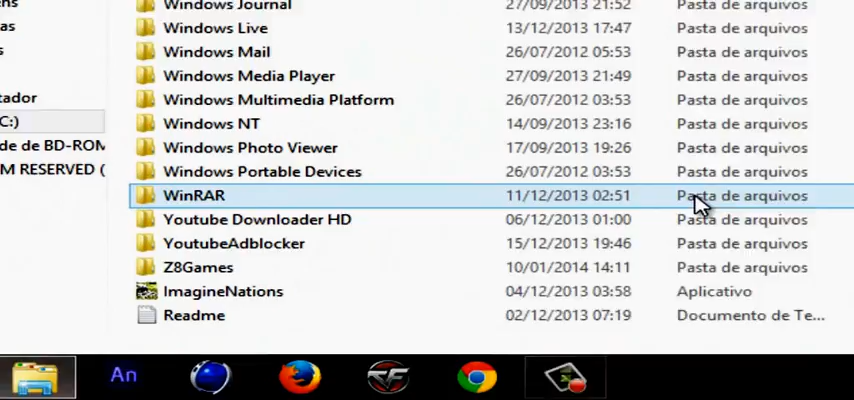 Windows Journal 27/09/2013 21:52 Pasta de arquivos
Windows Live 13/12/2013 17:47 Pasta de arquivos
Windows Mail 26/07/2012 05:53 Pasta de arquivos
Windows Media Player 27/09/2013 21:49 Pasta de arquivos
tador Windows Multimedia Platform 26/07/2012 03:53 Pasta de arquivos
C:) Windows NT 14/09/2013 23:16 Pasta de arquivos
de de BD-ROM Windows Photo Viewer 17/09/2013 19:26 Pasta de arquivos
M RESERVED ( Windows Portable Devices 26/07/2012 03:53 Pasta de arquivos
WinRAR 11/12/2013 02:51 Pasta de arquivos
Youtube Downloader HD 06/12/2013 01:00 Pasta de arquivos
YoutubeAdblocker 15/12/2013 19:46 Pasta de arquivos
Z8Games 10/01/2014 14:11 Pasta de arquivos
ImagineNations 04/12/2013 03:58 Aplicativo
Readme 02/12/2013 07:19 Documento de Te...
An